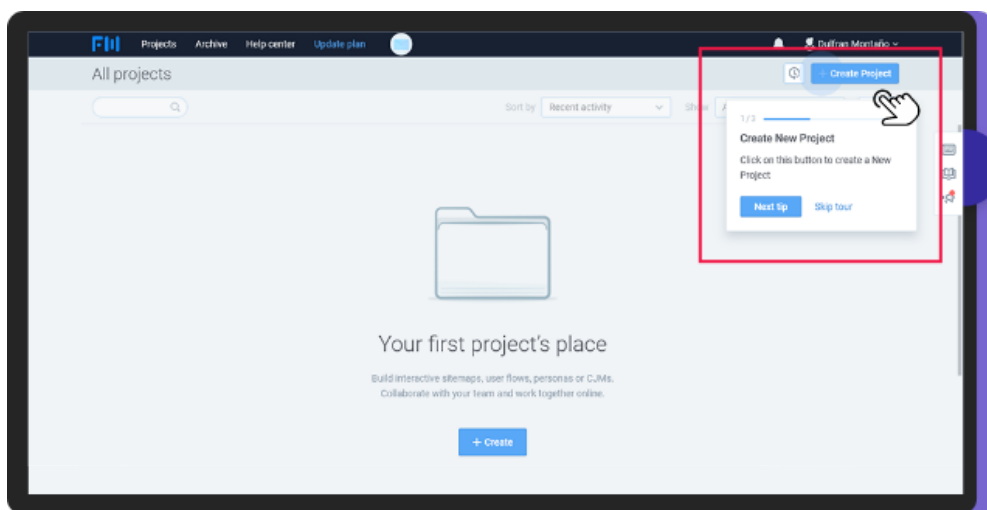 Projects Archive Help center Update plan
Dulfran Montaño
All projects
+ Create Project
Sort by Recent activity
Show
1/3
Create New Project
Click on this button to create a New
Project
Next tip Skip tour
Your first project's place
Build interactive sitemaps, user flows, personas or CJMs.
Collaborate with your team and work together online.
+ Create